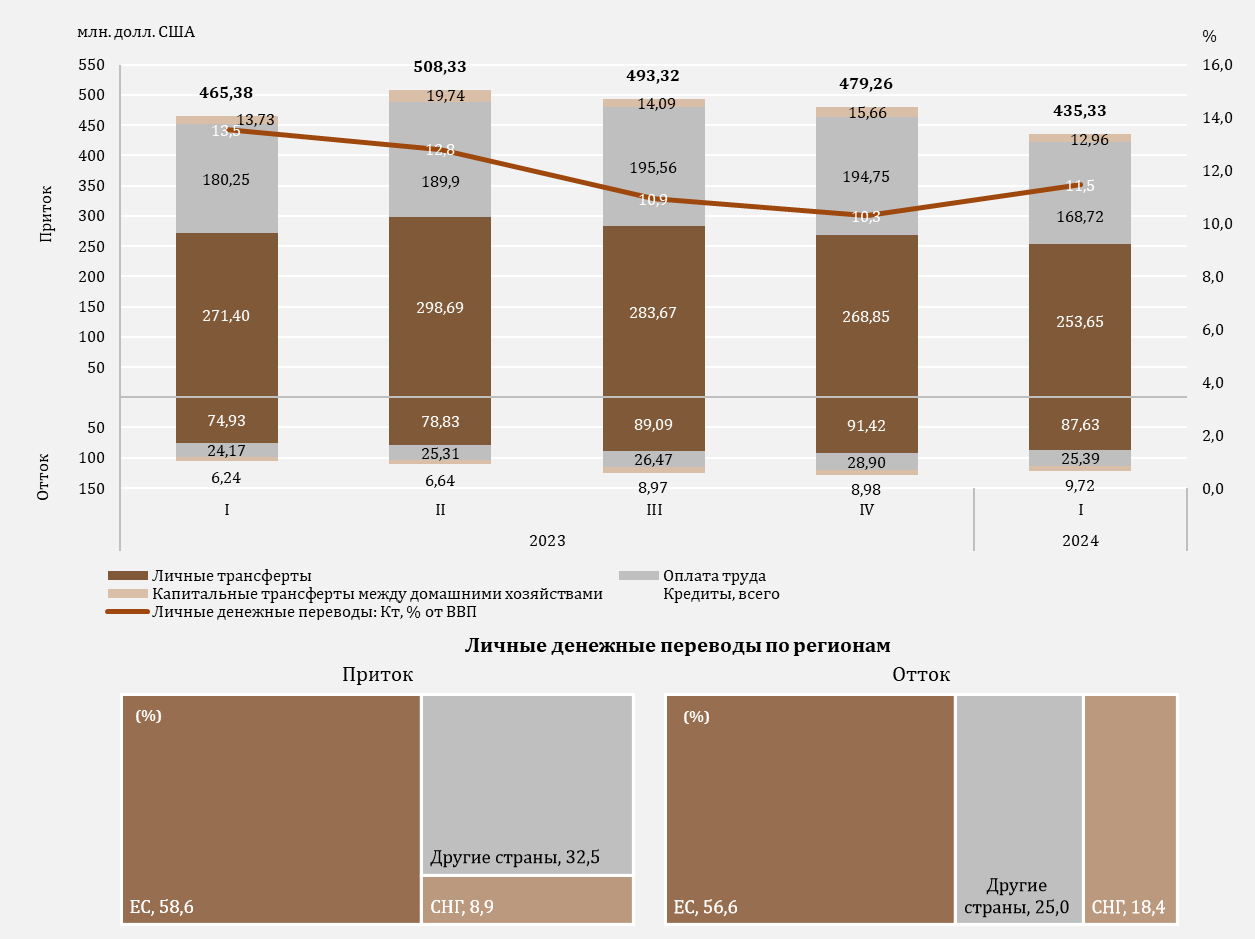 млн. долл. США
%
550
500
450
400
350
300
250
200
150
100
50
50
100
150
16,0
14,0
12,0
10,0
8,0
6,0
4,0
2,0
0,0
Приток
Отток
465,38
508,33
493,32
479,26
435,33
13,73
19,74
14,09
15,66
12,96
13,5
12,8
10,9
10,3
11,5
180,25
189,9
195,56
194,75
168,72
271,40
298,69
283,67
268,85
253,65
74,93
78,83
89,09
91,42
87,63
24,17
25,31
26,47
28,90
25,39
6,24
6,64
8,97
8,98
9,72
I
II
III
IV
I
2023
2024
Личные трансферты
Оплата труда
Капитальные трансферты между домашними хозяйствами
Кредиты, всего
Личные денежные переводы: Кт, % от ВВП
Личные денежные переводы по регионам
Приток
Отток
(%)
Другие страны, 32,5
ЕС, 58,6
СНГ, 8,9
(%)
ЕС, 56,6
Другие
страны, 25,0
СНГ, 18,4